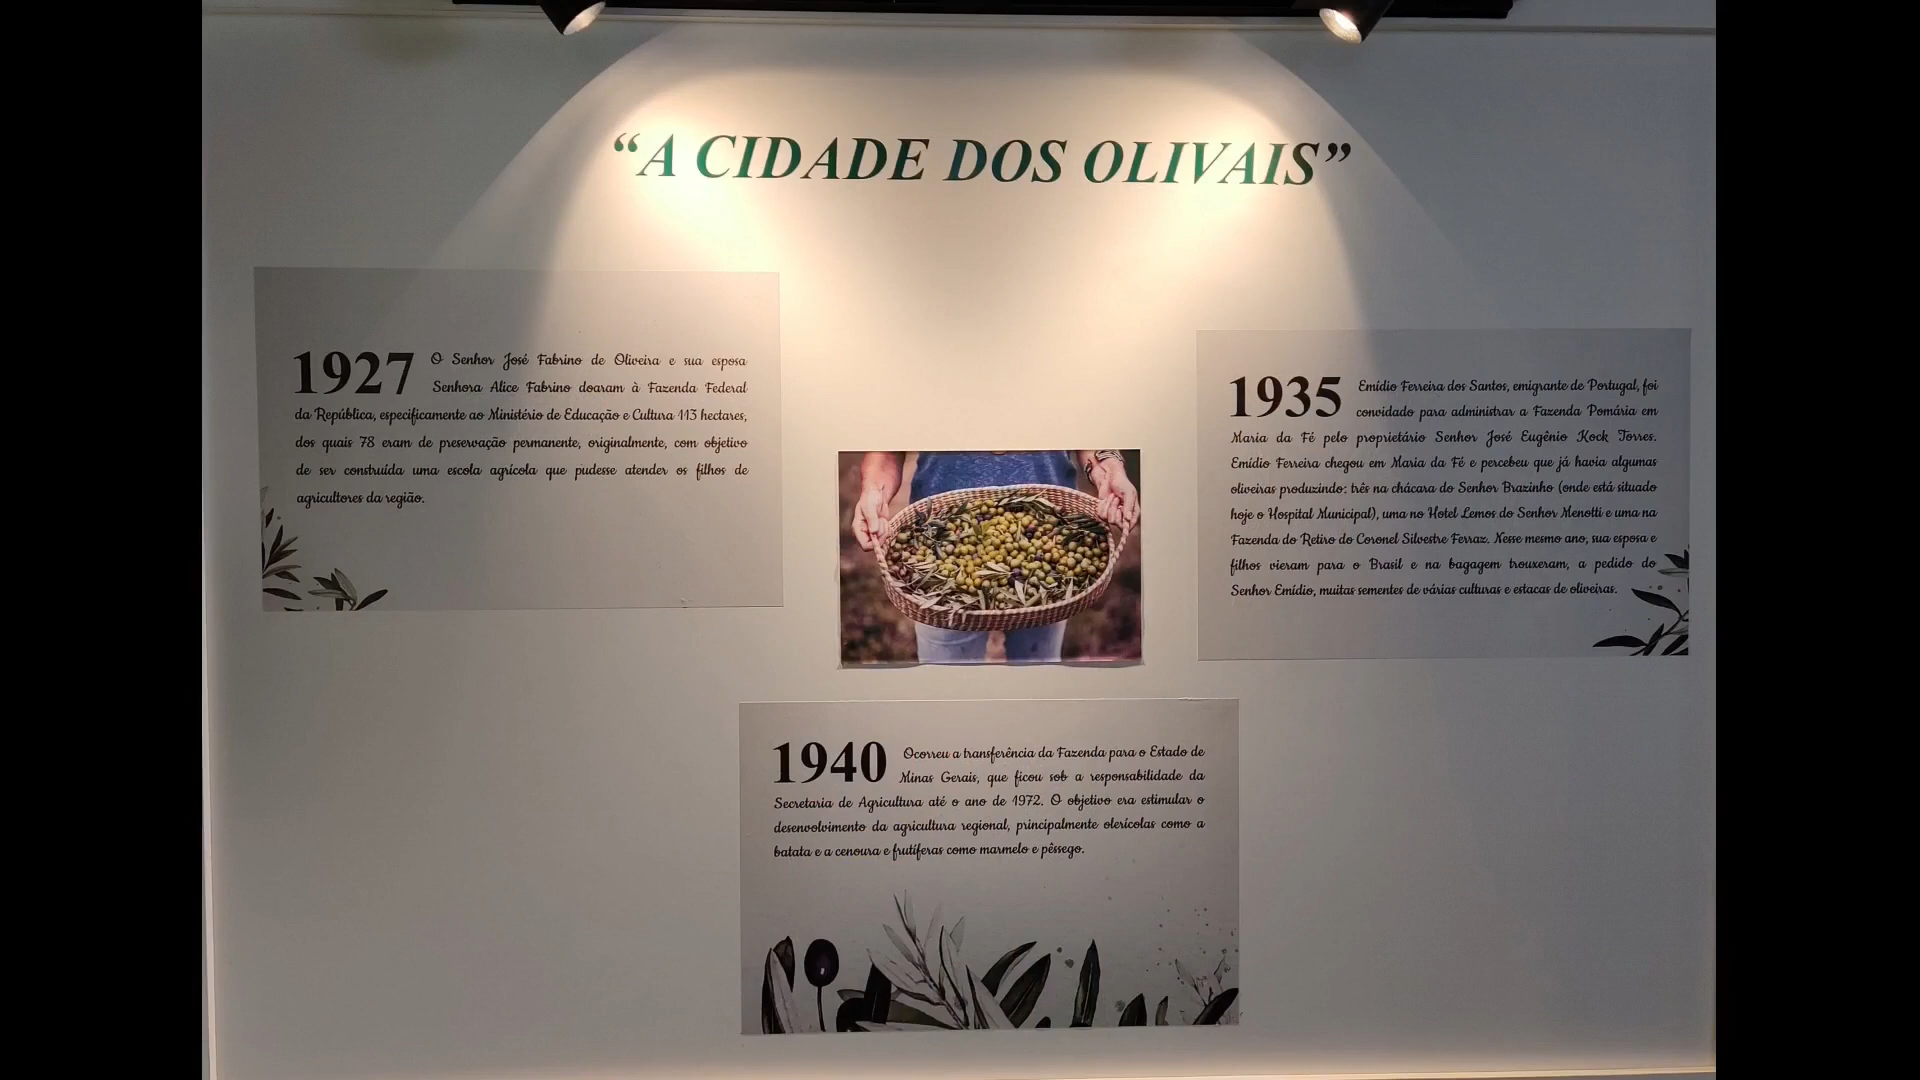 “A CIDADE DOS OLIVAIS”
1927 O Senhor José Fabrino de Oliveira e sua esposa
Senhora Alice Fabrino doaram à Fazenda Federal
da República, especificamente ao Ministério de Educação e Cultura 113 hectares,
dos quais 78 eram de preservação permanente, originalmente, com objetivo
de ser construída uma escola agrícola que pudesse atender os filhos de
agricultores da região.
1935 Emídio Ferreira dos Santos, emigrante de Portugal, foi
convidado para administrar a Fazenda Pomária em
Maria da Fé pelo proprietário Senhor José Eugênio Kock Torres.
Emídio Ferreira chegou em Maria da Fé e percebeu que já havia algumas
oliveiras produzindo: três na chácara do Senhor Brazinho (onde está situado
hoje o Hospital Municipal), uma no Hotel Lemos do Senhor Menotti e uma na
Fazenda do Retiro do Coronel Silvestre Ferraz. Nesse mesmo ano, sua esposa e
filhos vieram para o Brasil e na bagagem trouxeram, a pedido do
Senhor Emídio, muitas sementes de várias culturas e estacas de oliveiras.
1940 Ocorreu a transferência da Fazenda para o Estado de
Minas Gerais, que ficou sob a responsabilidade da
Secretaria de Agricultura até o ano de 1972. O objetivo era estimular o
desenvolvimento da agricultura regional, principalmente olerícolas como a
batata e a cenoura e frutíferas como marmelo e pêssego.